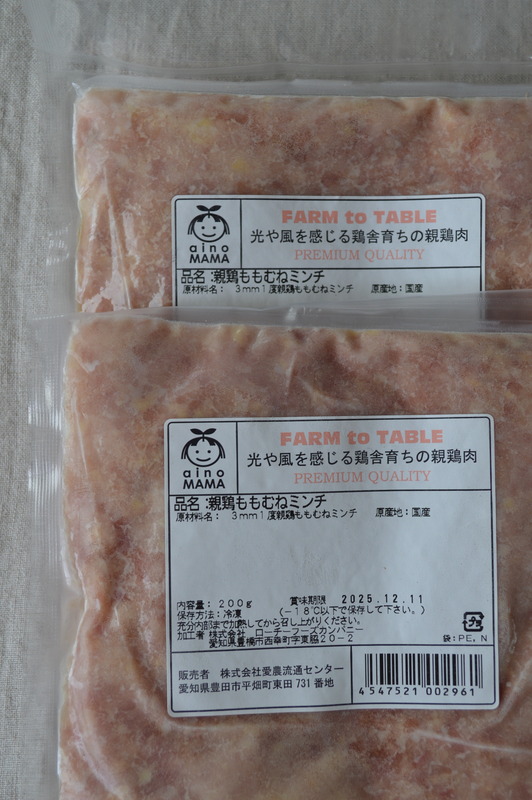 aino
MAMA
FARM to TABLE
光や風を感じる鶏舎育ちの親鶏肉
PREMIUM QUALITY
品名:親鶏ももむねミンチ
原材料名: 3mm1度親鶏ももむねミンチ 原産地:国産
aino
MAMA
FARM to TABLE
光や風を感じる鶏舎育ちの親鶏肉
PREMIUM QUALITY
品名:親鶏ももむねミンチ
原材料名: 3mm1度親鶏ももむねミンチ 原産地:国産
内容量: 200g 賞味期限 2025.12.11
保存方法:冷凍 (-18℃以下で保存して下さい。)
充分内部まで加熱してから召し上がりください。
加工者 株式会社 ローチーフーズカンパニー
愛知県豊橋市西幸町字東脇20-2
プラ
袋:PE, N
販売者 株式会社愛農流通センター
愛知県豊田市平畑町東田731番地
4547521002961